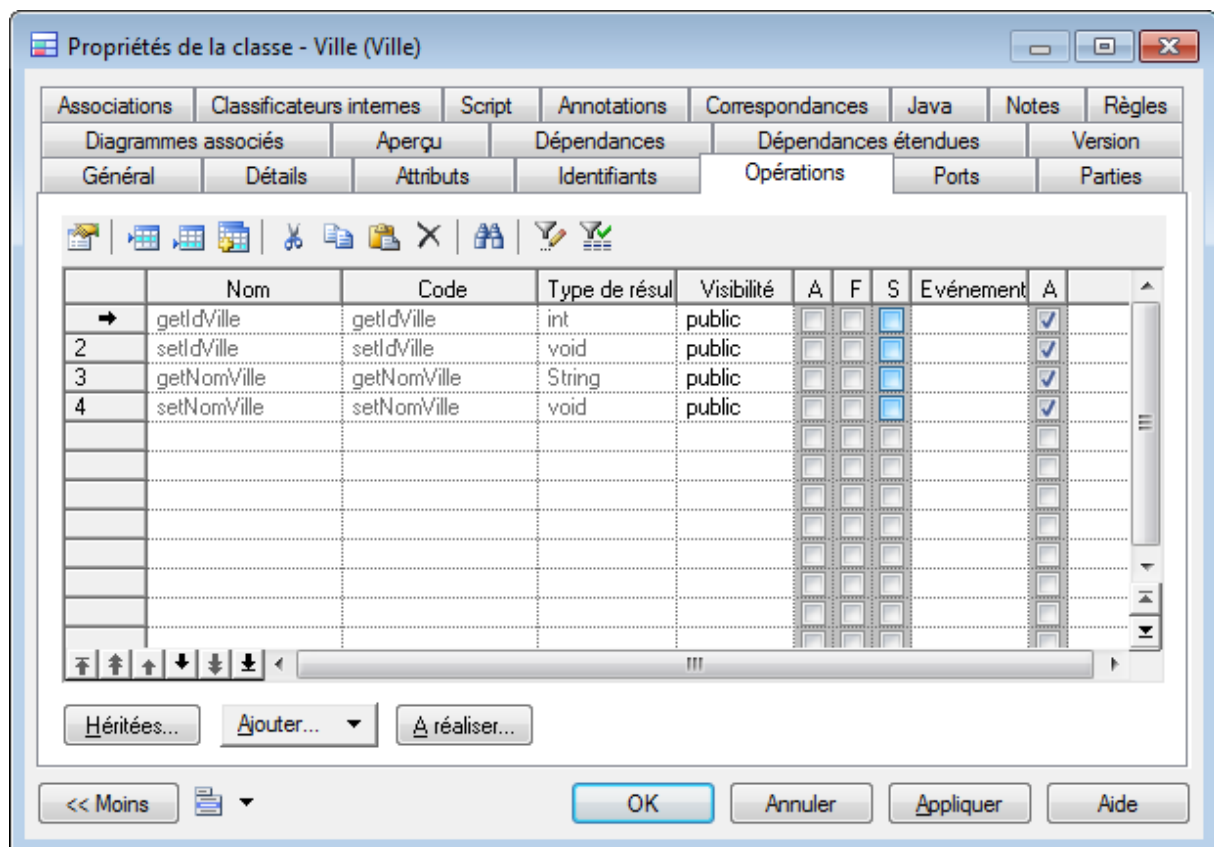 Propriétés de la classe - Ville (Ville)
Associations Classificateurs internes Script Annotations Correspondances Java Notes Règles
Diagrammes associés Aperçu Dépendances Dépendances étendues Version
Général Détails Attributs Identifiants Opérations Ports Parties
Nom Code Type de résul Visibilité A F S Evénement A
getIdVille getIdVille int public
2 setIdVille setIdVille void public
3 getNomVille getNomVille String public
4 setNomVille setNomVille void public
Héritées... Ajouter... A réaliser...
<< Moins OK Annuler Appliquer Aide